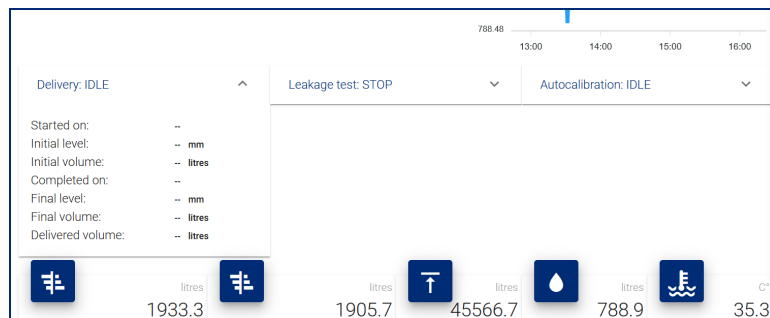 788.48
13:00 14:00 15:00 16:00
Delivery: IDLE Leakage test: STOP Autocalibration: IDLE
Started on: --
Initial level: -- mm
Initial volume: -- litres
Completed on: --
Final level: -- mm
Final volume: -- litres
Delivered volume: -- litres
litres litres litres litres C°
1933.3 1905.7 45566.7 788.9 35.3